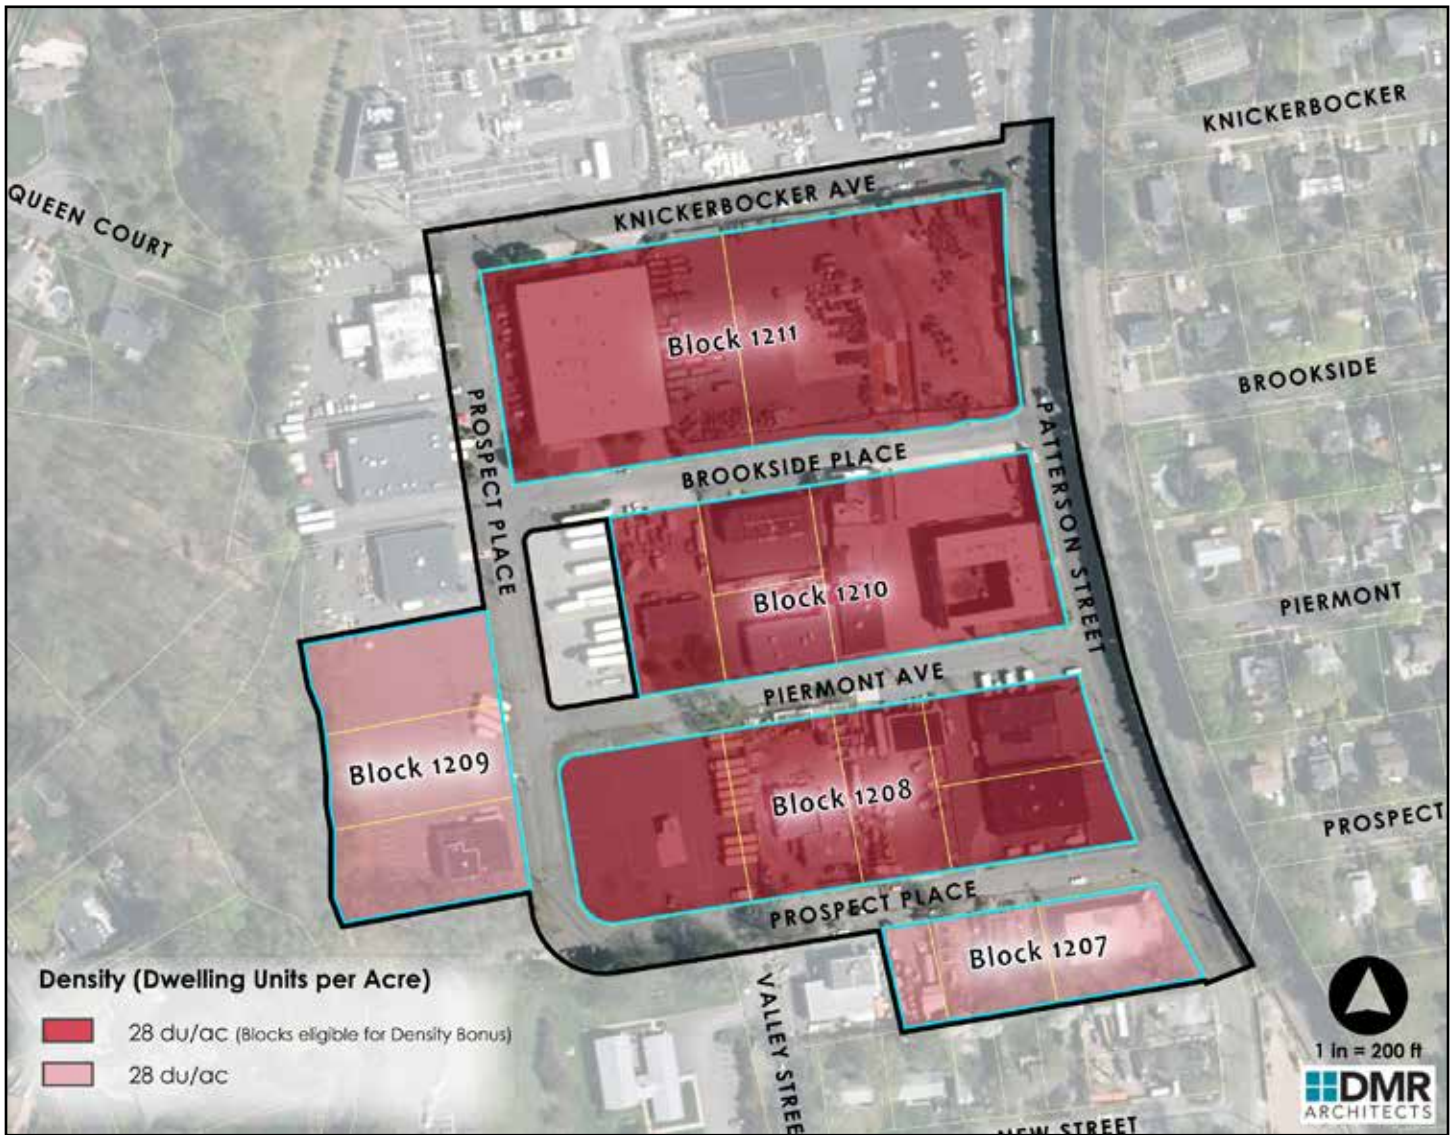 KNICKERBOCKER
KNICKERBOCKER AVE
QUEEN COURT
Block 1211
BROOKSIDE
PROSPECT PLACE
PATTERSON STREET
BROOKSIDE PLACE
Block 1210
PIERMONT
PIERMONT AVE
Block 1209
Block 1208
PROSPECT
PROSPECT PLACE
Block 1207
VALLEY STREE
Density (Dwelling Units per Acre)
28 du/ac (Blocks eligible for Density Bonus)
28 du/ac
1 in = 200 ft
DMR
ARCHITECTS
NEW STREET